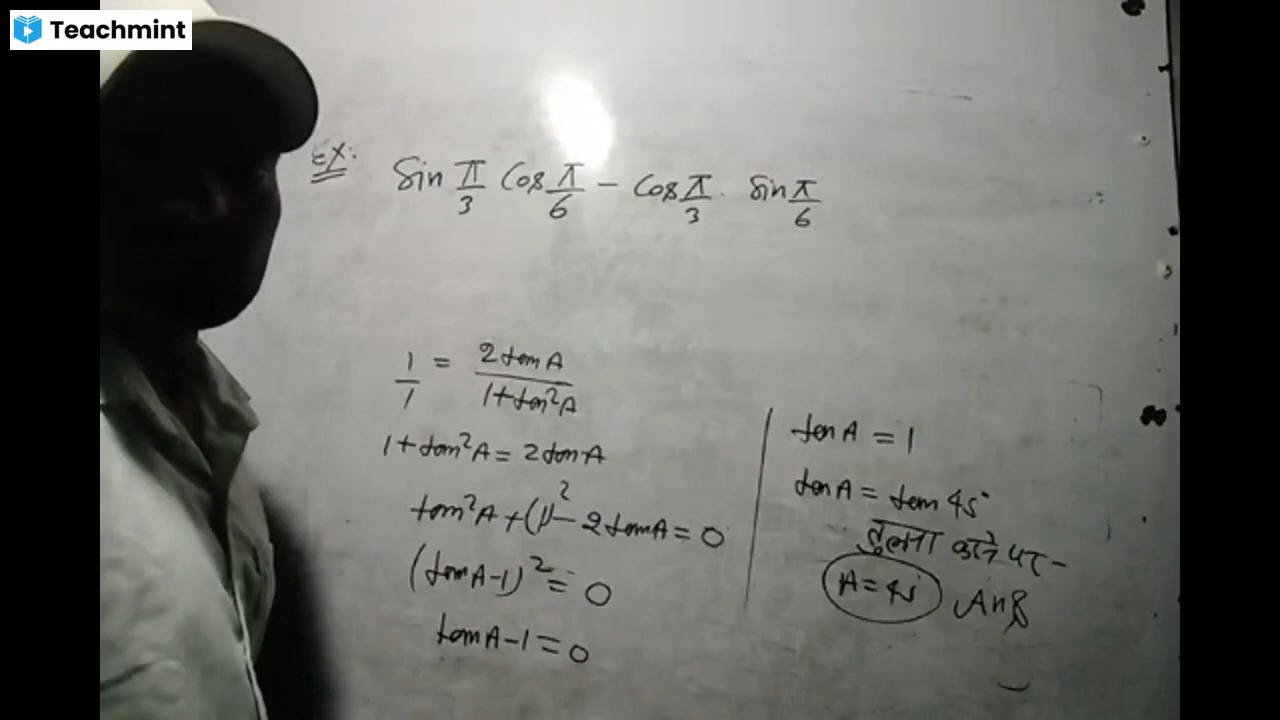 Teachmint
Ex: Sin π/3 Cos π/6 - Cos π/3 . Sin π/6
1/1 = 2 tan A / 1 + tan²A
1 + tan²A = 2 tan A
tan²A + (1)² - 2 tan A = 0
(tan A - 1)² = 0
tan A - 1 = 0
tan A = 1
tan A = tan 45°
तुलना करने पर -
A = 45 Ans